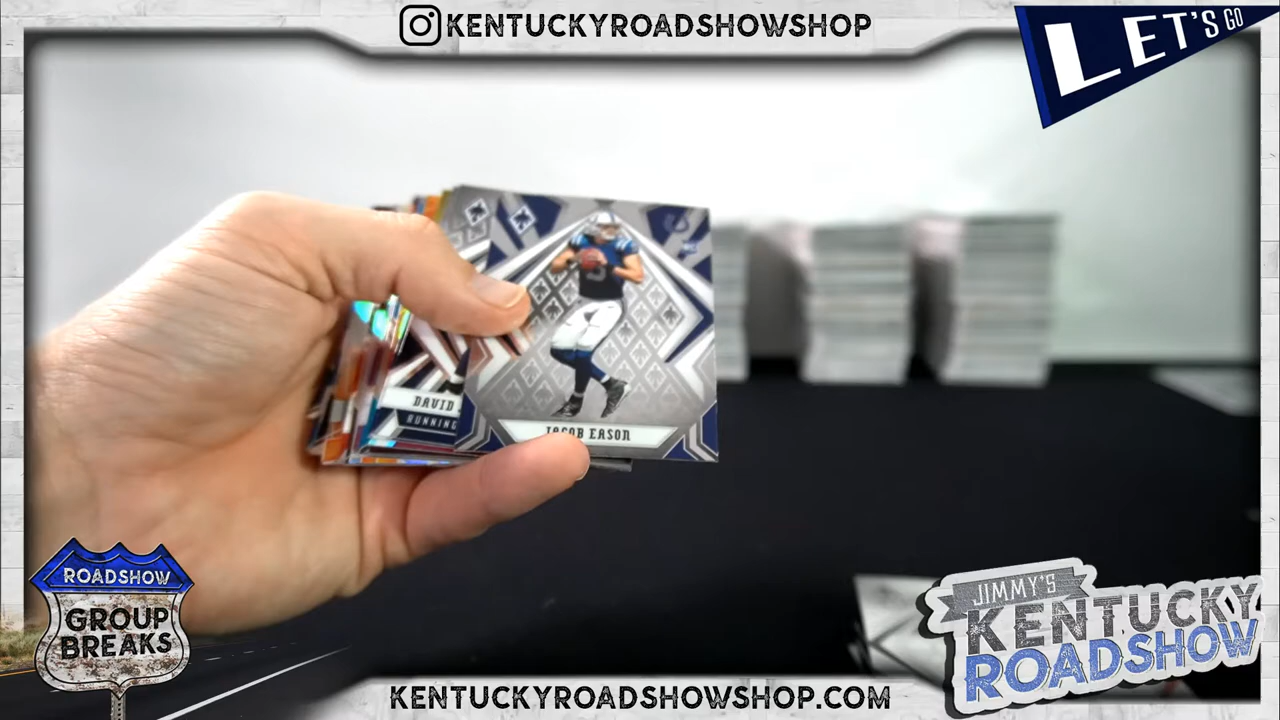 KENTUCKYROADSHOWSHOP
LET'S GO
DAVID
RUNNING
JACOB EASON
ROADSHOW
GROUP
BREAKS
JIMMY'S
KENTUCKY
ROADSHOW
KENTUCKYROADSHOWSHOP.COM